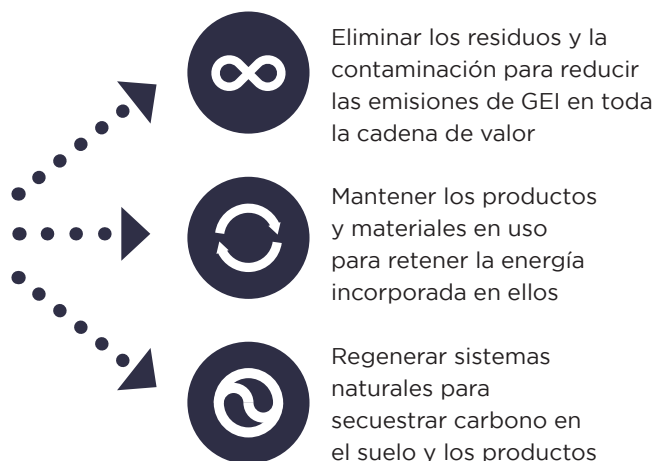 Eliminar los residuos y la
contaminación para reducir
las emisiones de GEI en toda
la cadena de valor
Mantener los productos
y materiales en uso
para retener la energía
incorporada en ellos
Regenerar sistemas
naturales para
secuestrar carbono en
el suelo y los productos